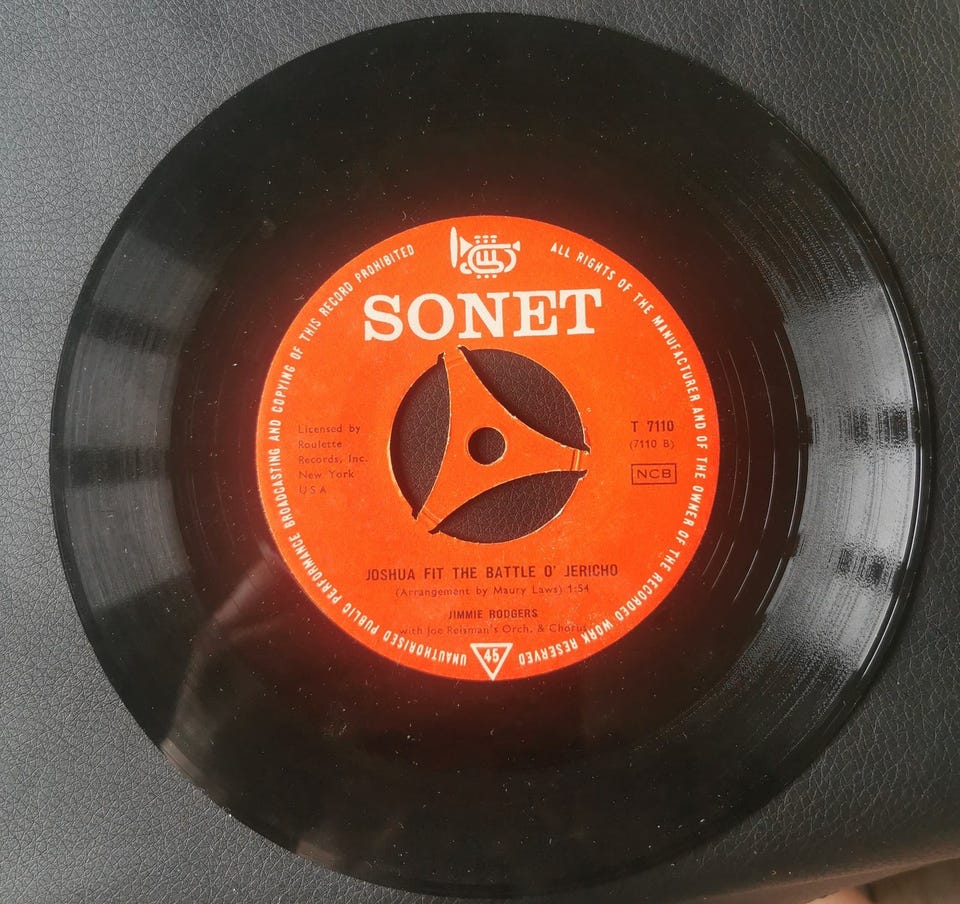 SONET
ALL RIGHTS OF THE MANUFACTURER AND OF THE OWNER OF THE RECORDED WORK RESERVED
UNAUTHORISED PUBLIC PERFORMANCE BROADCASTING AND COPYING OF THIS RECORD PROHIBITED
Licensed by
Roulette
Records, Inc.
New York
USA
T 7110
(7110 B)
NCB
JOSHUA FIT THE BATTLE O' JERICHO
(Arrangement by Maury Laws) 1:54
JIMMIE RODGERS
with Joe Reisman's Orch. & Chorus
45